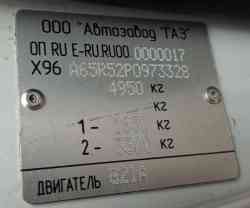 ООО "Автозавод "ГАЗ"
ОП RU E-RU.RU00 0000017
X96 A65R52P0973328
4950 кг
кг
1 - кг
2 - кг
ДВИГАТЕЛЬ